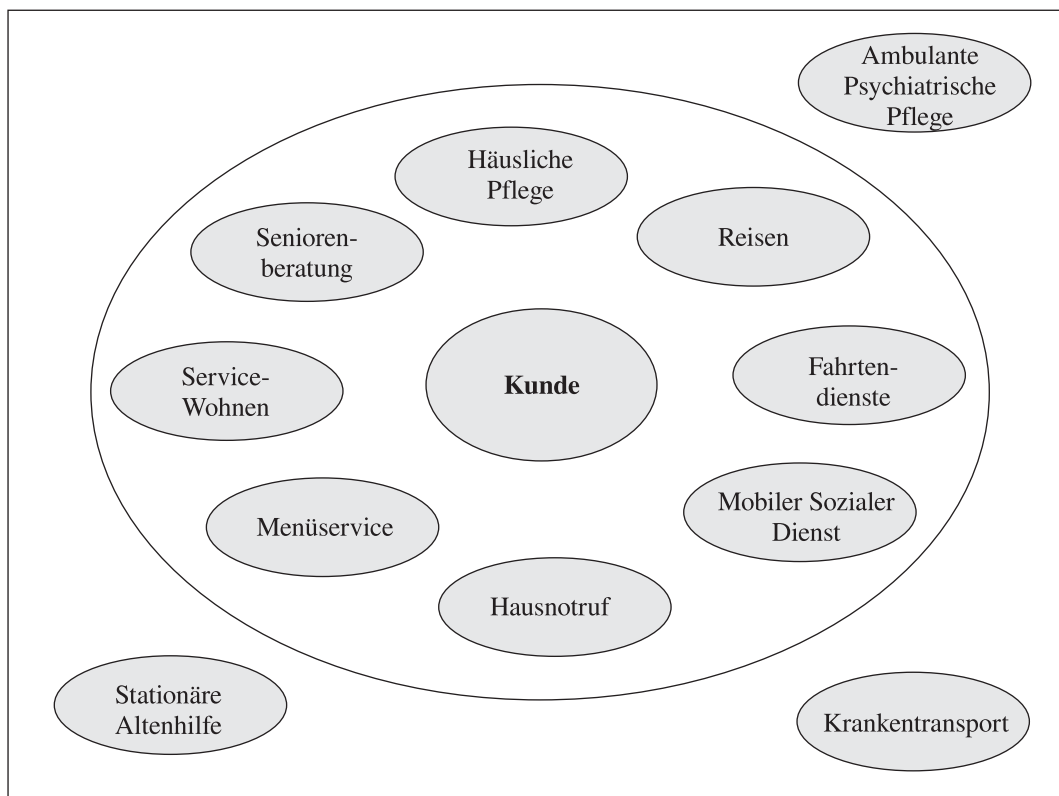 Ambulante
Psychiatrische
Pflege
Häusliche
Pflege
Reisen
Senioren-
beratung
Fahrten-
dienste
Service-
Wohnen
Kunde
Mobiler Sozialer
Dienst
Menüservice
Hausnotruf
Stationäre
Altenhilfe
Krankentransport